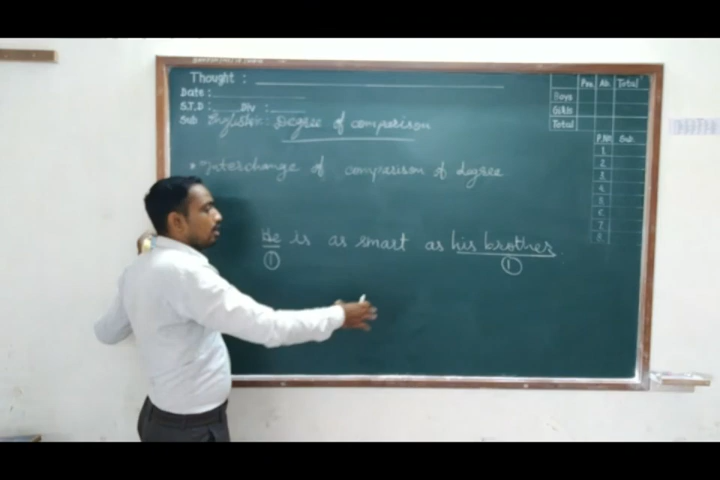 Thought :
Date :
S.T.D : Div :
Sub English : Degree of comparison
* Interchange of comparison of degree
He is as smart as his brother.
1 1
Pre. Ab. Total
Boys
Girls
Total
P.No Sub.
1
2
3
4
5
6
7
8